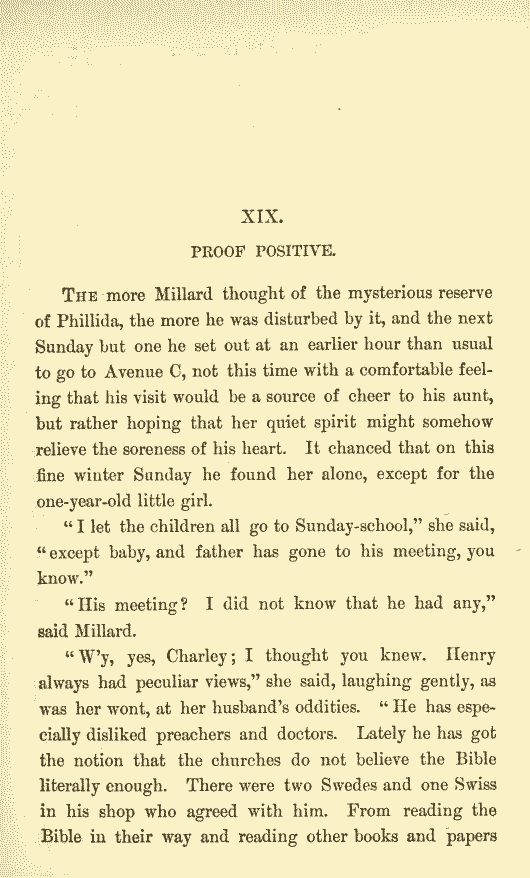 XIX.
PROOF POSITIVE.
THE more Millard thought of the mysterious reserve
of Phillida, the more he was disturbed by it, and the next
Sunday but one he set out at an earlier hour than usual
to go to Avenue C, not this time with a comfortable feel-
ing that his visit would be a source of cheer to his aunt,
but rather hoping that her quiet spirit might somehow
relieve the soreness of his heart. It chanced that on this
fine winter Sunday he found her alone, except for the
one-year-old little girl.
"I let the children all go to Sunday-school," she said,
"except baby, and father has gone to his meeting, you
know."
"His meeting? I did not know that he had any,"
said Millard.
"W'y, yes, Charley; I thought you knew. Henry
always had peculiar views," she said, laughing gently, as
was her wont, at her husband's oddities. "He has espe-
cially disliked preachers and doctors. Lately he has got
the notion that the churches do not believe the Bible
literally enough. There were two Swedes and one Swiss
in his shop who agreed with him. From reading the
Bible in their way and reading other books and papers